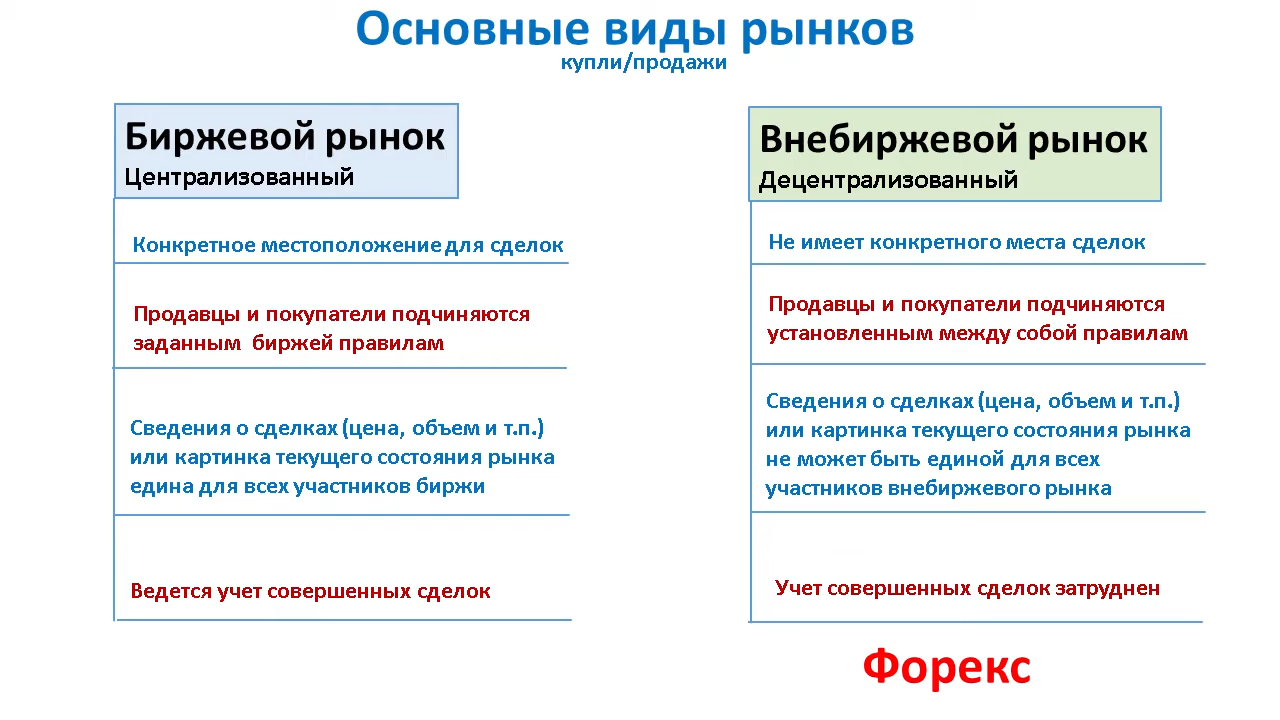 Основные виды рынков
купли/продажи
Биржевой рынок
Централизованный
Конкретное местоположение для сделок
Продавцы и покупатели подчиняются
заданным биржей правилам
Сведения о сделках (цена, объем и т.п.)
или картинка текущего состояния рынка
едина для всех участников биржи
Ведется учет совершенных сделок
Внебиржевой рынок
Децентрализованный
Не имеет конкретного места сделок
Продавцы и покупатели подчиняются
установленным между собой правилам
Сведения о сделках (цена, объем и т.п.)
или картинка текущего состояния рынка
не может быть единой для всех
участников внебиржевого рынка
Учет совершенных сделок затруднен
Форекс